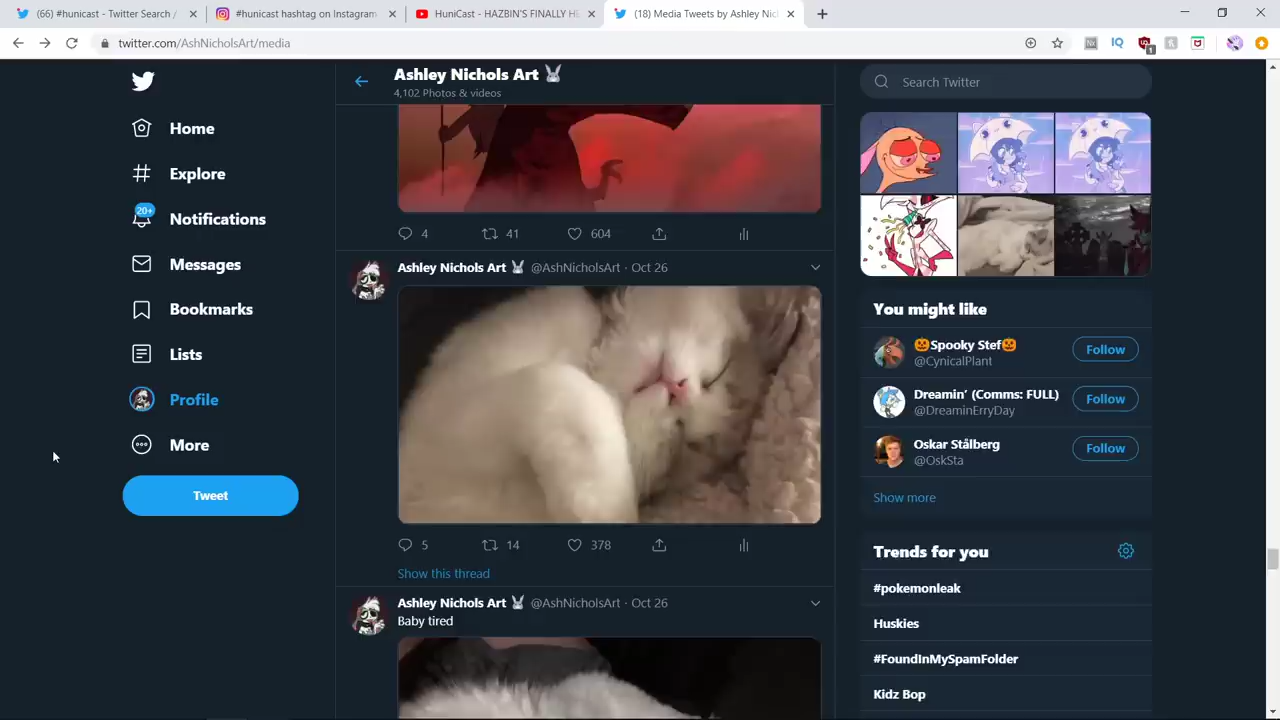 (66) #hunicast - Twitter Search /
#hunicast hashtag on Instagram
HuniCast - HAZBIN'S FINALLY HE
(18) Media Tweets by Ashley Nic
twitter.com/AshNicholsArt/media
Ashley Nichols Art
4,102 Photos & videos
Search Twitter
Home
Explore
20+
Notifications
Messages
Bookmarks
Lists
Profile
More
Tweet
4 41 604
Ashley Nichols Art @AshNicholsArt · Oct 26
5 14 378
Show this thread
Ashley Nichols Art @AshNicholsArt · Oct 26
Baby tired
You might like
Spooky Stef
@CynicalPlant
Follow
Dreamin' (Comms: FULL)
@DreaminErryDay
Follow
Oskar Stålberg
@OskSta
Follow
Show more
Trends for you
#pokemonleak
Huskies
#FoundInMySpamFolder
Kidz Bop